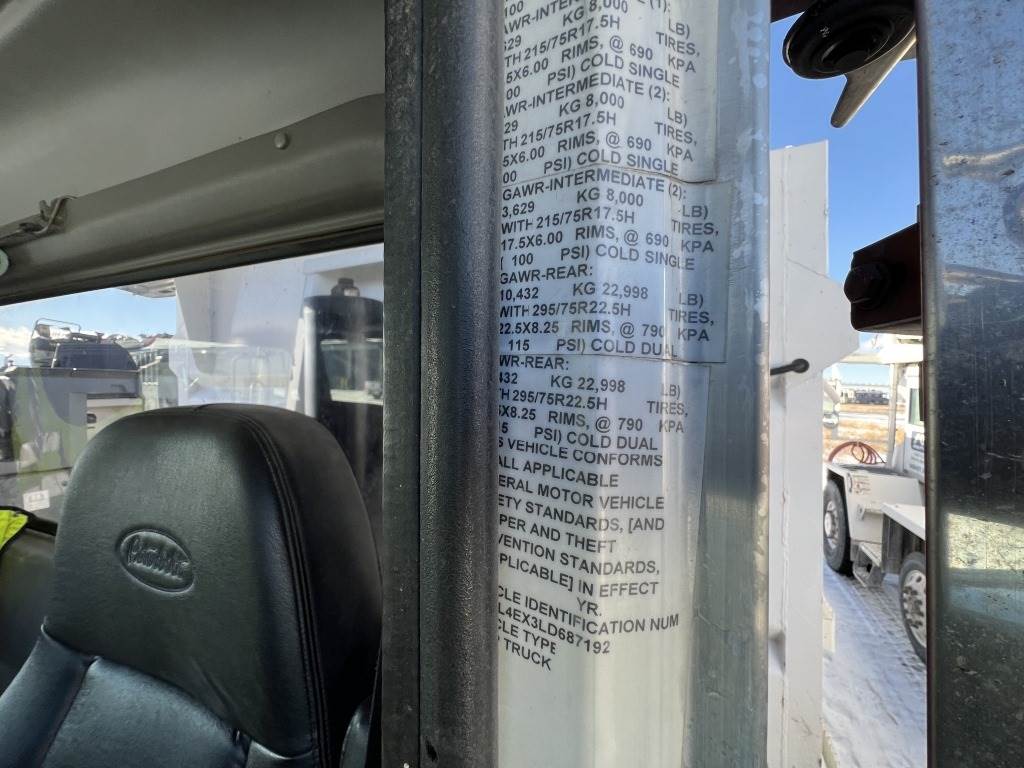 100
WR-INTERMEDIATE (1):
629 KG 8,000 LB)
TH 215/75R17.5H TIRES,
5X6.00 RIMS, @ 690 KPA
00 PSI) COLD SINGLE
WR-INTERMEDIATE (2):
29 KG 8,000 LB)
TH 215/75R17.5H TIRES,
5X6.00 RIMS, @ 690 KPA
00 PSI) COLD SINGLE
GAWR-INTERMEDIATE (2):
3,629 KG 8,000 LB)
WITH 215/75R17.5H TIRES,
17.5X6.00 RIMS, @ 690 KPA
[ 100 PSI) COLD SINGLE
GAWR-REAR:
10,432 KG 22,998 LB)
WITH 295/75R22.5H TIRES,
22.5X8.25 RIMS, @ 790 KPA
115 PSI) COLD DUAL
WR-REAR:
432 KG 22,998 LB)
H 295/75R22.5H TIRES,
5X8.25 RIMS, @ 790 KPA
5 PSI) COLD DUAL
S VEHICLE CONFORMS
ALL APPLICABLE
ERAL MOTOR VEHICLE
ETY STANDARDS, [AND
PER AND THEFT
VENTION STANDARDS,
PLICABLE] IN EFFECT
YR.
CLE IDENTIFICATION NUM
L4EX3LD687192
CLE TYPE
TRUCK
Peterbilt